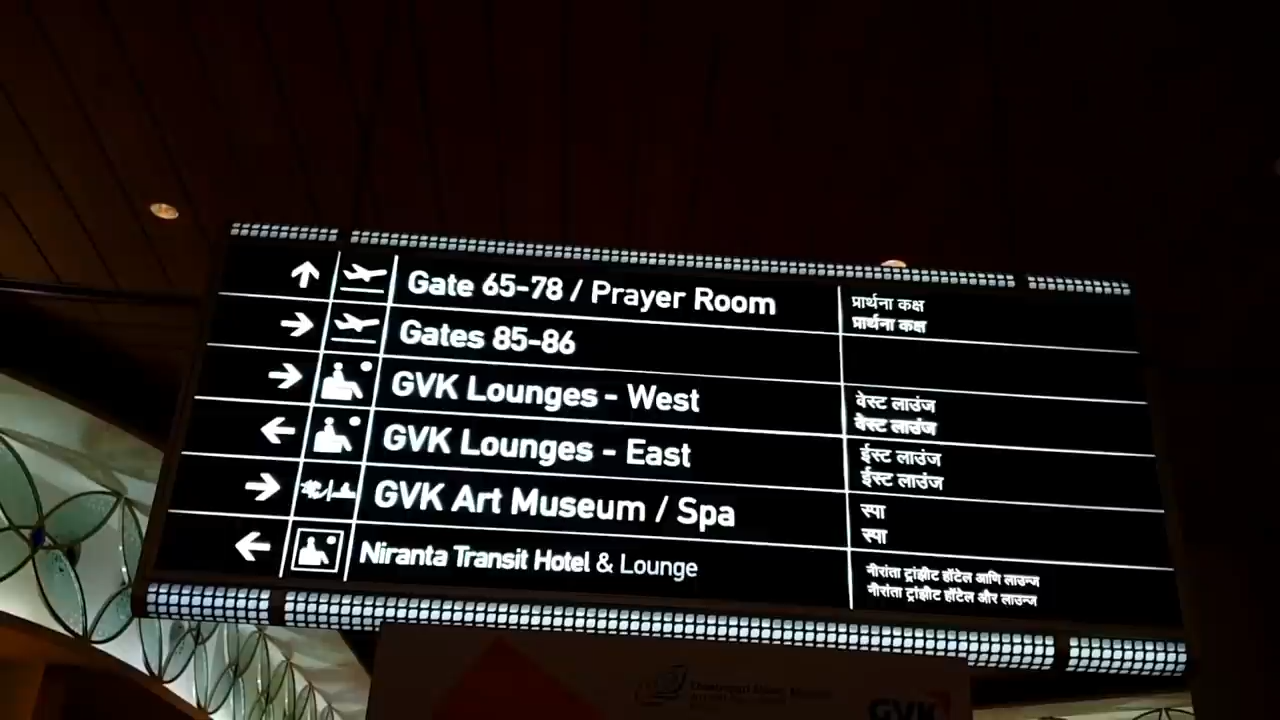 Gate 65-78 / Prayer Room
प्रार्थना कक्ष
प्रार्थना कक्ष
Gates 85-86
GVK Lounges - West
वेस्ट लाउंज
वेस्ट लाउंज
GVK Lounges - East
ईस्ट लाउंज
ईस्ट लाउंज
GVK Art Museum / Spa
स्पा
स्पा
Niranta Transit Hotel & Lounge
नीरांता ट्रांझीट हॉटेल आणि लाउन्ज
नीरांता ट्रांझीट हॉटेल और लाउन्ज
GVK